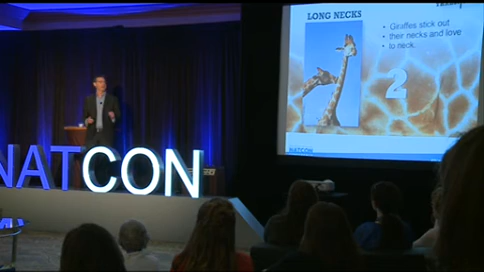 LONG NECKS
• Giraffes stick out
• their necks and love
• to neck.
2
NATCON
NATCON